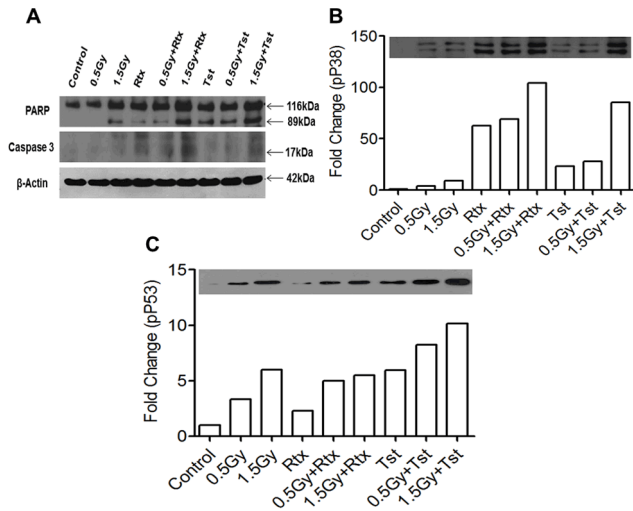 A
Control
0.5Gy
1.5Gy
Rtx
0.5Gy+Rtx
1.5Gy+Rtx
Tst
0.5Gy+Tst
1.5Gy+Tst
PARP
116kDa
89kDa
Caspase 3
17kDa
β-Actin
42kDa
B
Fold Change (pP38)
150
100
50
0
Control
0.5Gy
1.5Gy
Rtx
0.5Gy+Rtx
1.5Gy+Rtx
Tst
0.5Gy+Tst
1.5Gy+Tst
C
Fold Change (pP53)
15
10
5
0
Control
0.5Gy
1.5Gy
Rtx
0.5Gy+Rtx
1.5Gy+Rtx
Tst
0.5Gy+Tst
1.5Gy+Tst